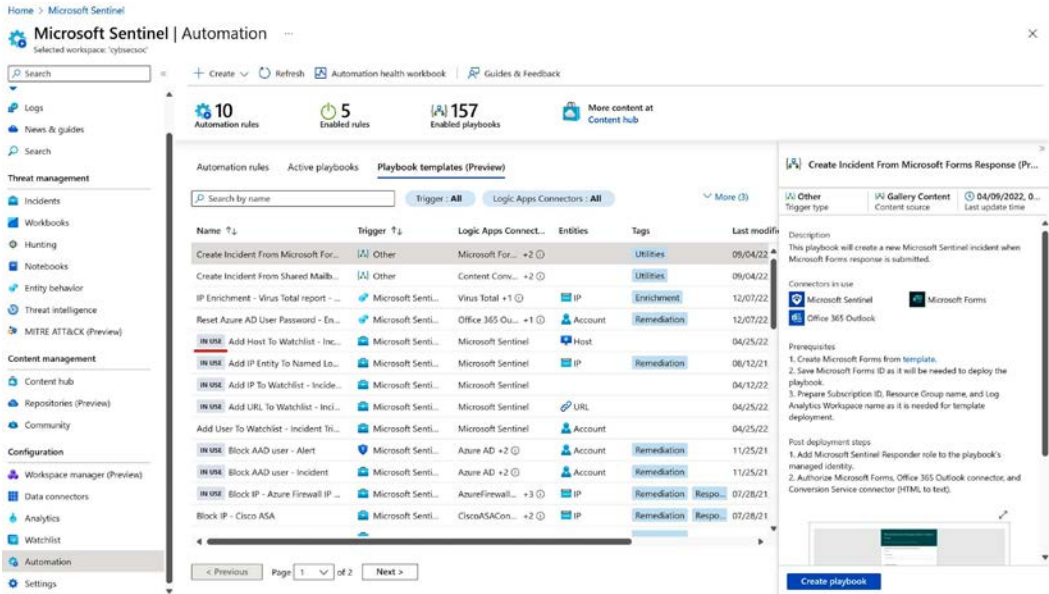 Home > Microsoft Sentinel
Microsoft Sentinel | Automation ...
Selected workspace: 'cybsecsoc'
Search
Logs
News & guides
Search
Threat management
Incidents
Workbooks
Hunting
Notebooks
Entity behavior
Threat intelligence
MITRE ATT&CK (Preview)
Content management
Content hub
Repositories (Preview)
Community
Configuration
Workspace manager (Preview)
Data connectors
Analytics
Watchlist
Automation
Settings
Create Refresh Automation health workbook Guides & Feedback
10 Automation rules
5 Enabled rules
157 Enabled playbooks
More content at
Content hub
Automation rules Active playbooks Playbook templates (Preview)
Search by name Trigger : All Logic Apps Connectors : All More (3)
Name Trigger Logic Apps Connect... Entities Tags Last modifi
Create Incident From Microsoft For... Other Microsoft For... +2 Utilities 09/04/22
Create Incident From Shared Mailb... Other Content Conv... +2 Utilities 09/04/22
IP Enrichment - Virus Total report - ... Microsoft Senti... Virus Total +1 IP Enrichment 12/07/22
Reset Azure AD User Password - En... Microsoft Senti... Office 365 Ou... +1 Account Remediation 12/07/22
IN USE Add Host To Watchlist - Inc... Microsoft Senti... Microsoft Sentinel Host 04/25/22
IN USE Add IP Entity To Named Lo... Microsoft Senti... Microsoft Sentinel IP Remediation 08/12/21
IN USE Add IP To Watchlist - Incide... Microsoft Senti... Microsoft Sentinel 04/12/22
IN USE Add URL To Watchlist - Inci... Microsoft Senti... Microsoft Sentinel URL 04/25/22
Add User To Watchlist - Incident Tri... Microsoft Senti... Microsoft Sentinel Account 04/25/22
IN USE Block AAD user - Alert Microsoft Senti... Azure AD +2 Account Remediation 11/25/21
IN USE Block AAD user - Incident Microsoft Senti... Azure AD +2 Account Remediation 11/25/21
IN USE Block IP - Azure Firewall IP ... Microsoft Senti... AzureFirewall... +3 IP Remediation Respo... 07/28/21
Block IP - Cisco ASA Microsoft Senti... CiscoASACon... +2 IP Remediation Respo... 07/28/21
< Previous Page 1 of 2 Next >
Create Incident From Microsoft Forms Response (Pr...
Other Gallery Content 04/09/2022, 0...
Trigger type Content source Last update time
Description
This playbook will create a new Microsoft Sentinel incident when
Microsoft Forms response is submitted.
Connectors in use
Microsoft Sentinel Microsoft Forms
Office 365 Outlook
Prerequisites
1. Create Microsoft Forms from template.
2. Save Microsoft Forms ID as it will be needed to deploy the
playbook.
3. Prepare Subscription ID, Resource Group name, and Log
Analytics Workspace name as it is needed for template
deployment.
Post deployment steps
1. Add Microsoft Sentinel Responder role to the playbook's
managed identity.
2. Authorize Microsoft Forms, Office 365 Outlook connector, and
Conversion Service connector (HTML to text).
Create playbook